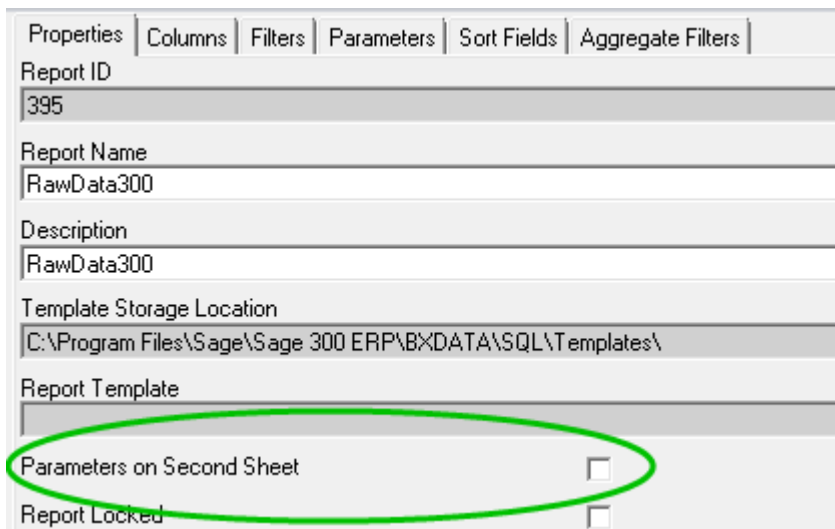 Properties Columns Filters Parameters Sort Fields Aggregate Filters
Report ID
395
Report Name
RawData300
Description
RawData300
Template Storage Location
C:\Program Files\Sage\Sage 300 ERP\BXDATA\SQL\Templates\
Report Template
Parameters on Second Sheet
Report Locked